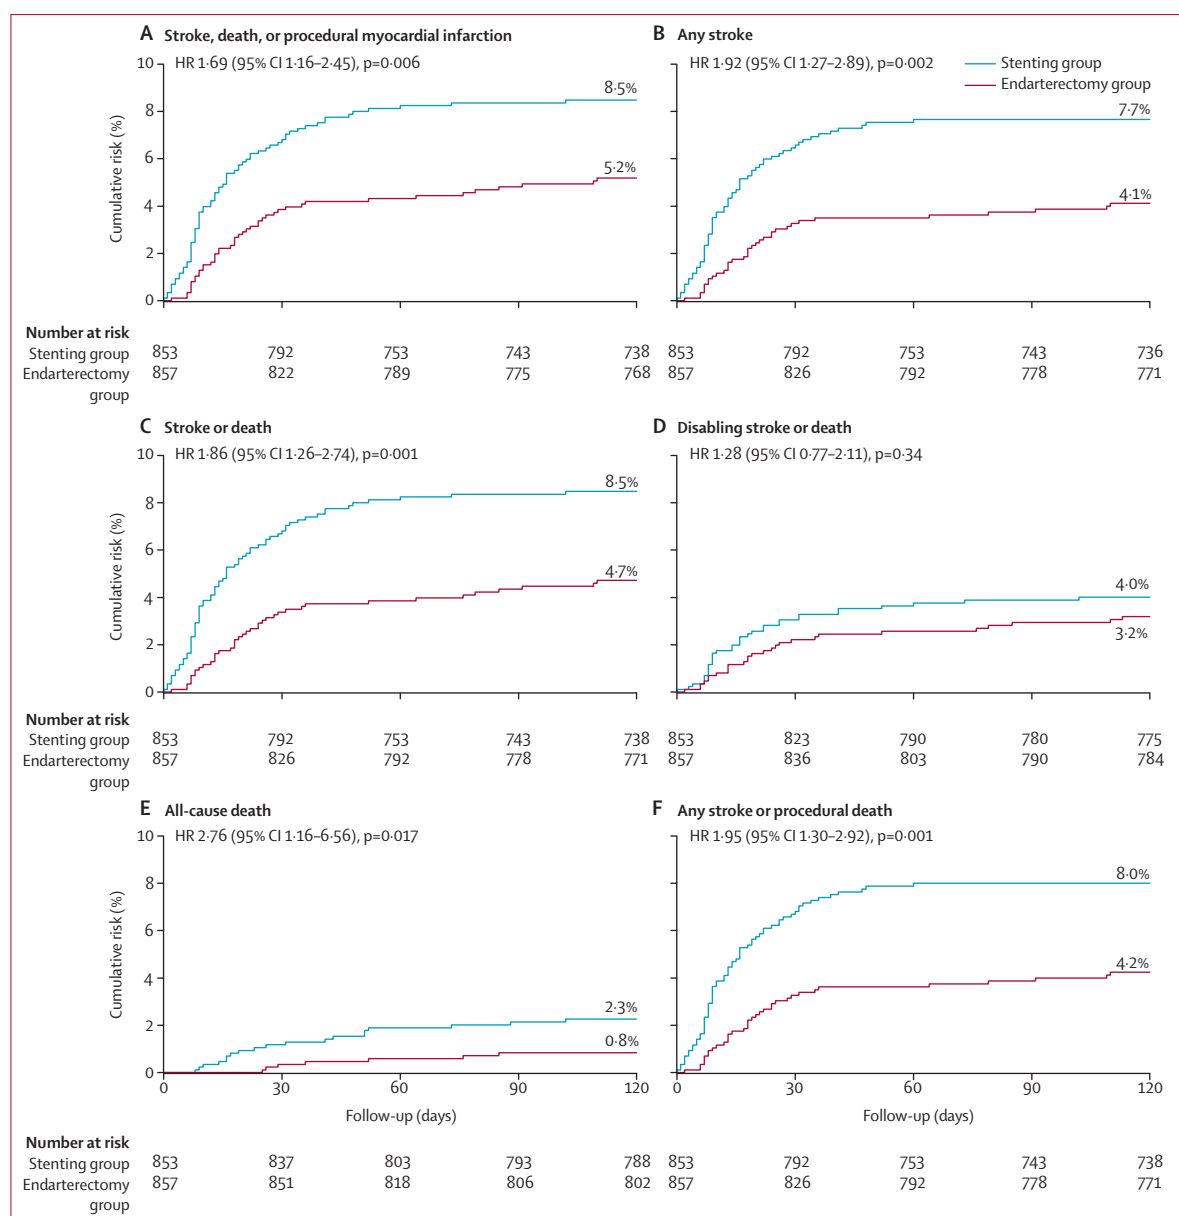 A Stroke, death, or procedural myocardial infarction
HR 1·69 (95% CI 1·16–2·45), p=0·006
Cumulative risk (%)
10
8
6
4
2
0
8·5%
5·2%
B Any stroke
HR 1·92 (95% CI 1·27–2·89), p=0·002
Stenting group
Endarterectomy group
7·7%
4·1%
Number at risk
Stenting group 853 792 753 743 738 853 792 753 743 736
Endarterectomy group 857 822 789 775 768 857 826 792 778 771
C Stroke or death
HR 1·86 (95% CI 1·26–2·74), p=0·001
Cumulative risk (%)
10
8
6
4
2
0
8·5%
4·7%
D Disabling stroke or death
HR 1·28 (95% CI 0·77–2·11), p=0·34
4·0%
3·2%
Number at risk
Stenting group 853 792 753 743 738 853 823 790 780 775
Endarterectomy group 857 826 792 778 771 857 836 803 790 784
E All-cause death
HR 2·76 (95% CI 1·16–6·56), p=0·017
Cumulative risk (%)
10
8
6
4
2
0
2·3%
0·8%
0 30 60 90 120
Follow-up (days)
F Any stroke or procedural death
HR 1·95 (95% CI 1·30–2·92), p=0·001
8·0%
4·2%
0 30 60 90 120
Follow-up (days)
Number at risk
Stenting group 853 837 803 793 788 853 792 753 743 738
Endarterectomy group 857 851 818 806 802 857 826 792 778 771